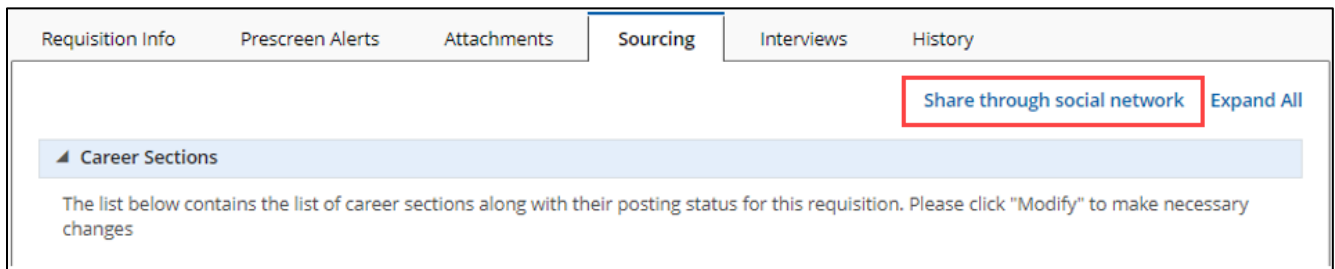 Requisition Info Prescreen Alerts Attachments Sourcing Interviews History
Share through social network Expand All
Career Sections
The list below contains the list of career sections along with their posting status for this requisition. Please click "Modify" to make necessary
changes